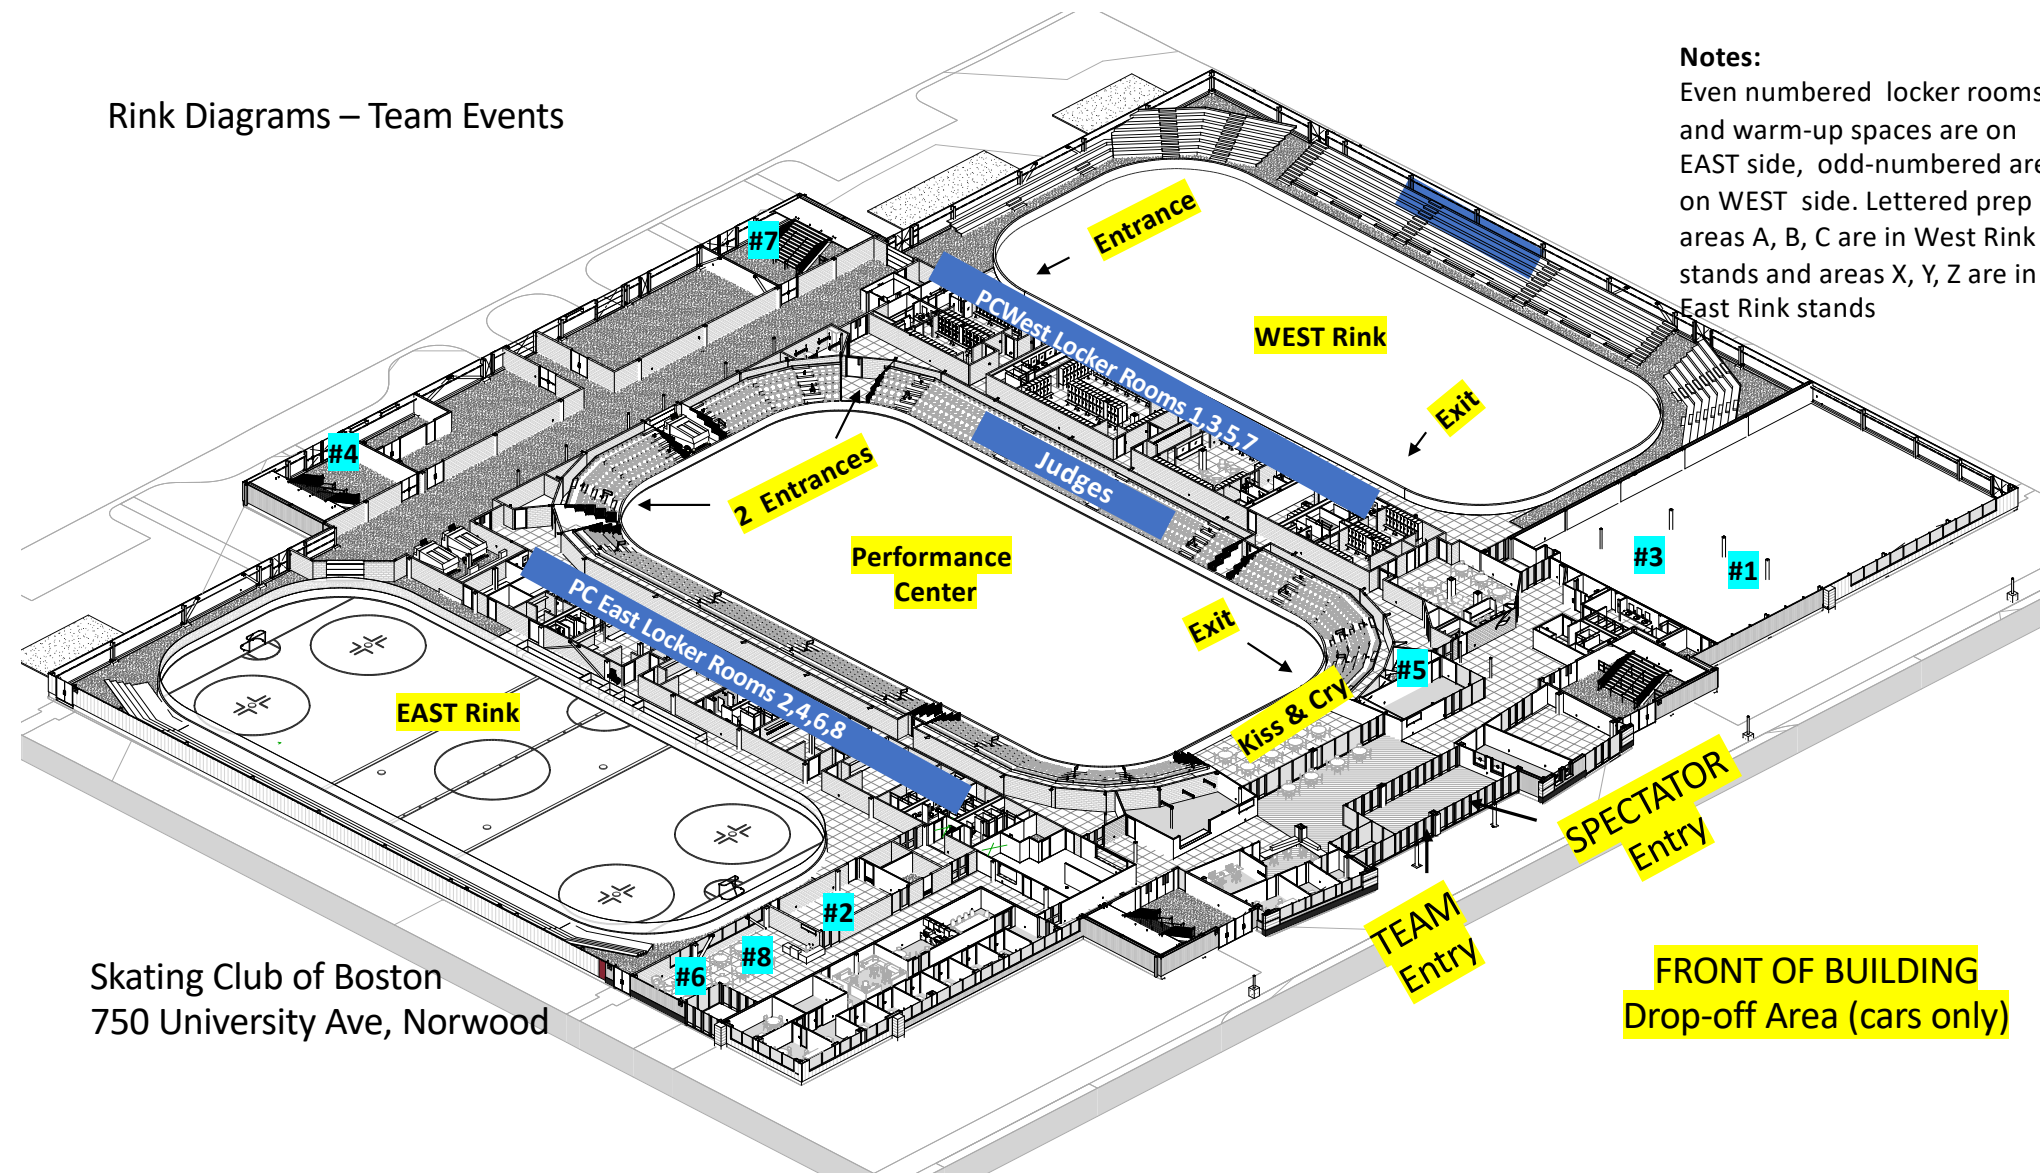 Rink Diagrams – Team Events
Notes:
Even numbered locker rooms
and warm-up spaces are on
EAST side, odd-numbered are
on WEST side. Lettered prep
areas A, B, C are in West Rink
stands and areas X, Y, Z are in
East Rink stands
#7
Entrance
PCWest Locker Rooms 1,3,5,7
WEST Rink
Exit
#4
2 Entrances
Judges
Performance
Center
#3
#1
PC East Locker Rooms 2,4,6,8
Exit
#5
Kiss & Cry
EAST Rink
SPECTATOR
Entry
#2
#8
#6
TEAM
Entry
Skating Club of Boston
750 University Ave, Norwood
FRONT OF BUILDING
Drop-off Area (cars only)